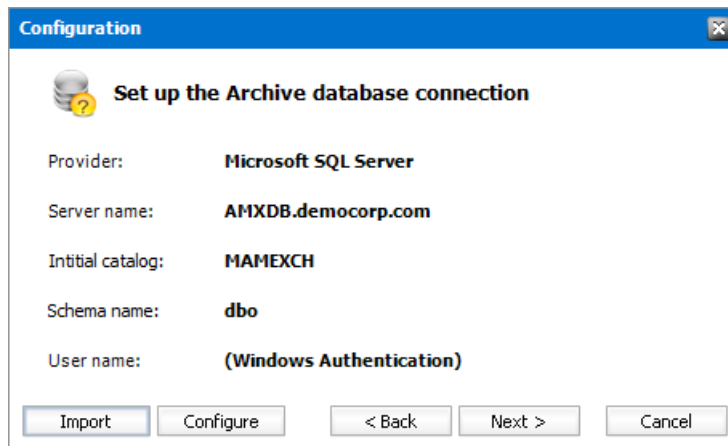 Configuration
Set up the Archive database connection
Provider: Microsoft SQL Server
Server name: AMXDB.democorp.com
Intitial catalog: MAMEXCH
Schema name: dbo
User name: (Windows Authentication)
Import Configure < Back Next > Cancel